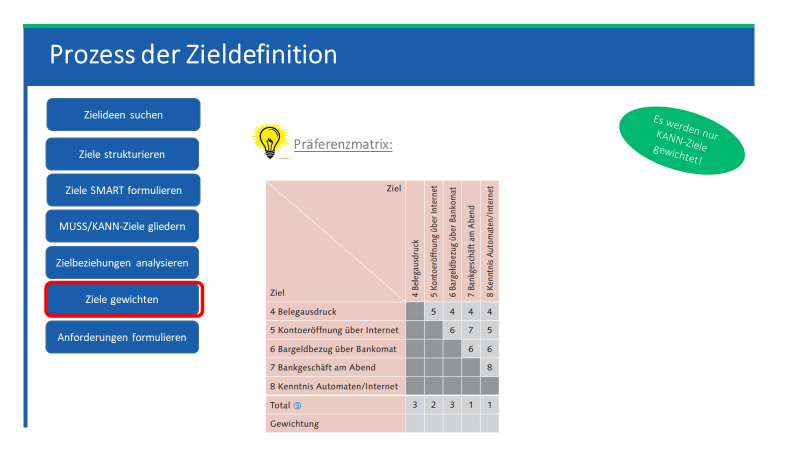 Prozess der Zieldefinition
Zielideen suchen
Ziele strukturieren
Ziele SMART formulieren
MUSS/KANN-Ziele gliedern
Zielbeziehungen analysieren
Ziele gewichten
Anforderungen formulieren
Präferenzmatrix:
Es werden nur
KANN-Ziele
gewichtet!
Ziel
Ziel
4 Belegausdruck
5 Kontoeröffnung über Internet
6 Bargeldbezug über Bankomat
7 Bankgeschäft am Abend
8 Kenntnis Automaten/Internet
4 Belegausdruck 5 4 4 4
5 Kontoeröffnung über Internet 6 7 5
6 Bargeldbezug über Bankomat 6 6
7 Bankgeschäft am Abend 8
8 Kenntnis Automaten/Internet
Total ③ 3 2 3 1 1
Gewichtung